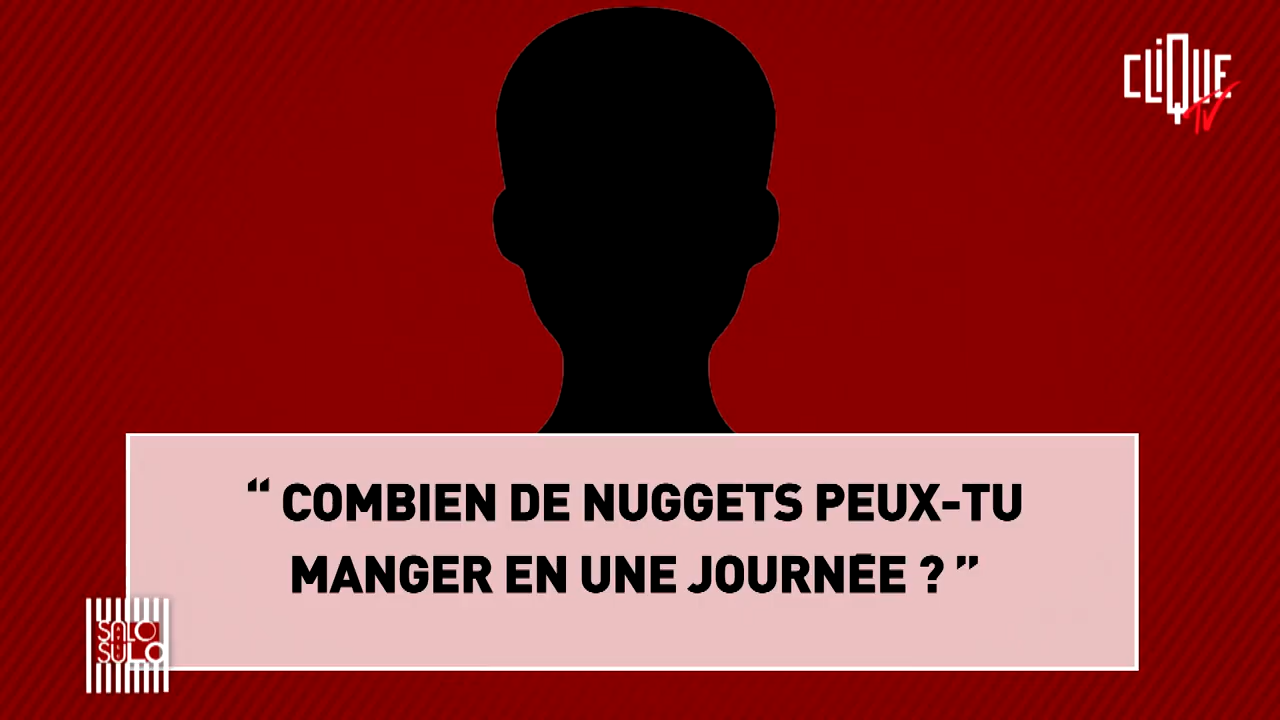 CLIQUE
TV
“ COMBIEN DE NUGGETS PEUX-TU
MANGER EN UNE JOURNÉE ? ”
SALO
SULO